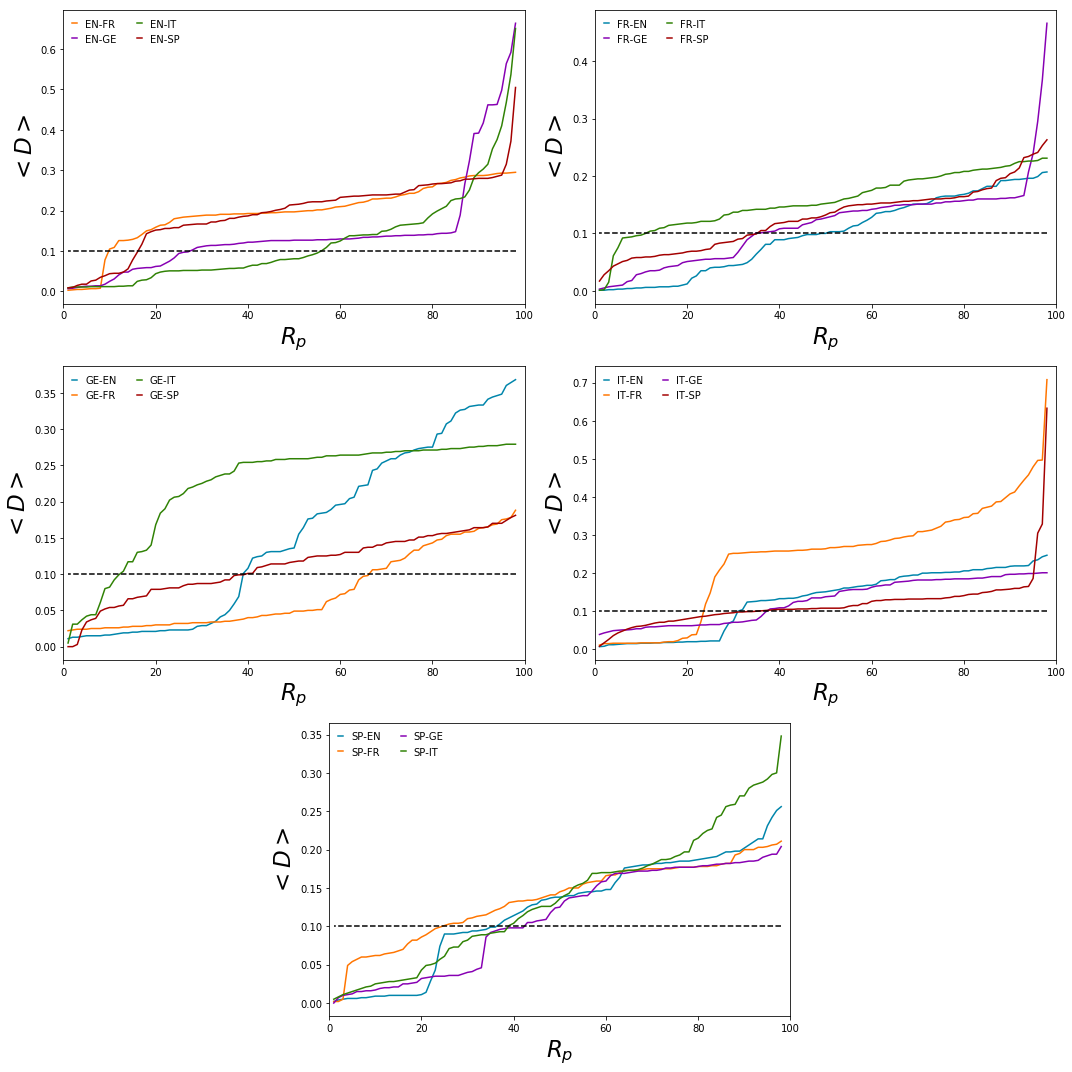 EN-FR EN-IT
EN-GE EN-SP
<D>
0.6
0.5
0.4
0.3
0.2
0.1
0.0
0 20 40 60 80 100
R_p
FR-EN FR-IT
FR-GE FR-SP
<D>
0.4
0.3
0.2
0.1
0.0
0 20 40 60 80 100
R_p
GE-EN GE-IT
GE-FR GE-SP
<D>
0.35
0.30
0.25
0.20
0.15
0.10
0.05
0.00
0 20 40 60 80 100
R_p
IT-EN IT-GE
IT-FR IT-SP
<D>
0.7
0.6
0.5
0.4
0.3
0.2
0.1
0.0
0 20 40 60 80 100
R_p
SP-EN SP-GE
SP-FR SP-IT
<D>
0.35
0.30
0.25
0.20
0.15
0.10
0.05
0.00
0 20 40 60 80 100
R_p